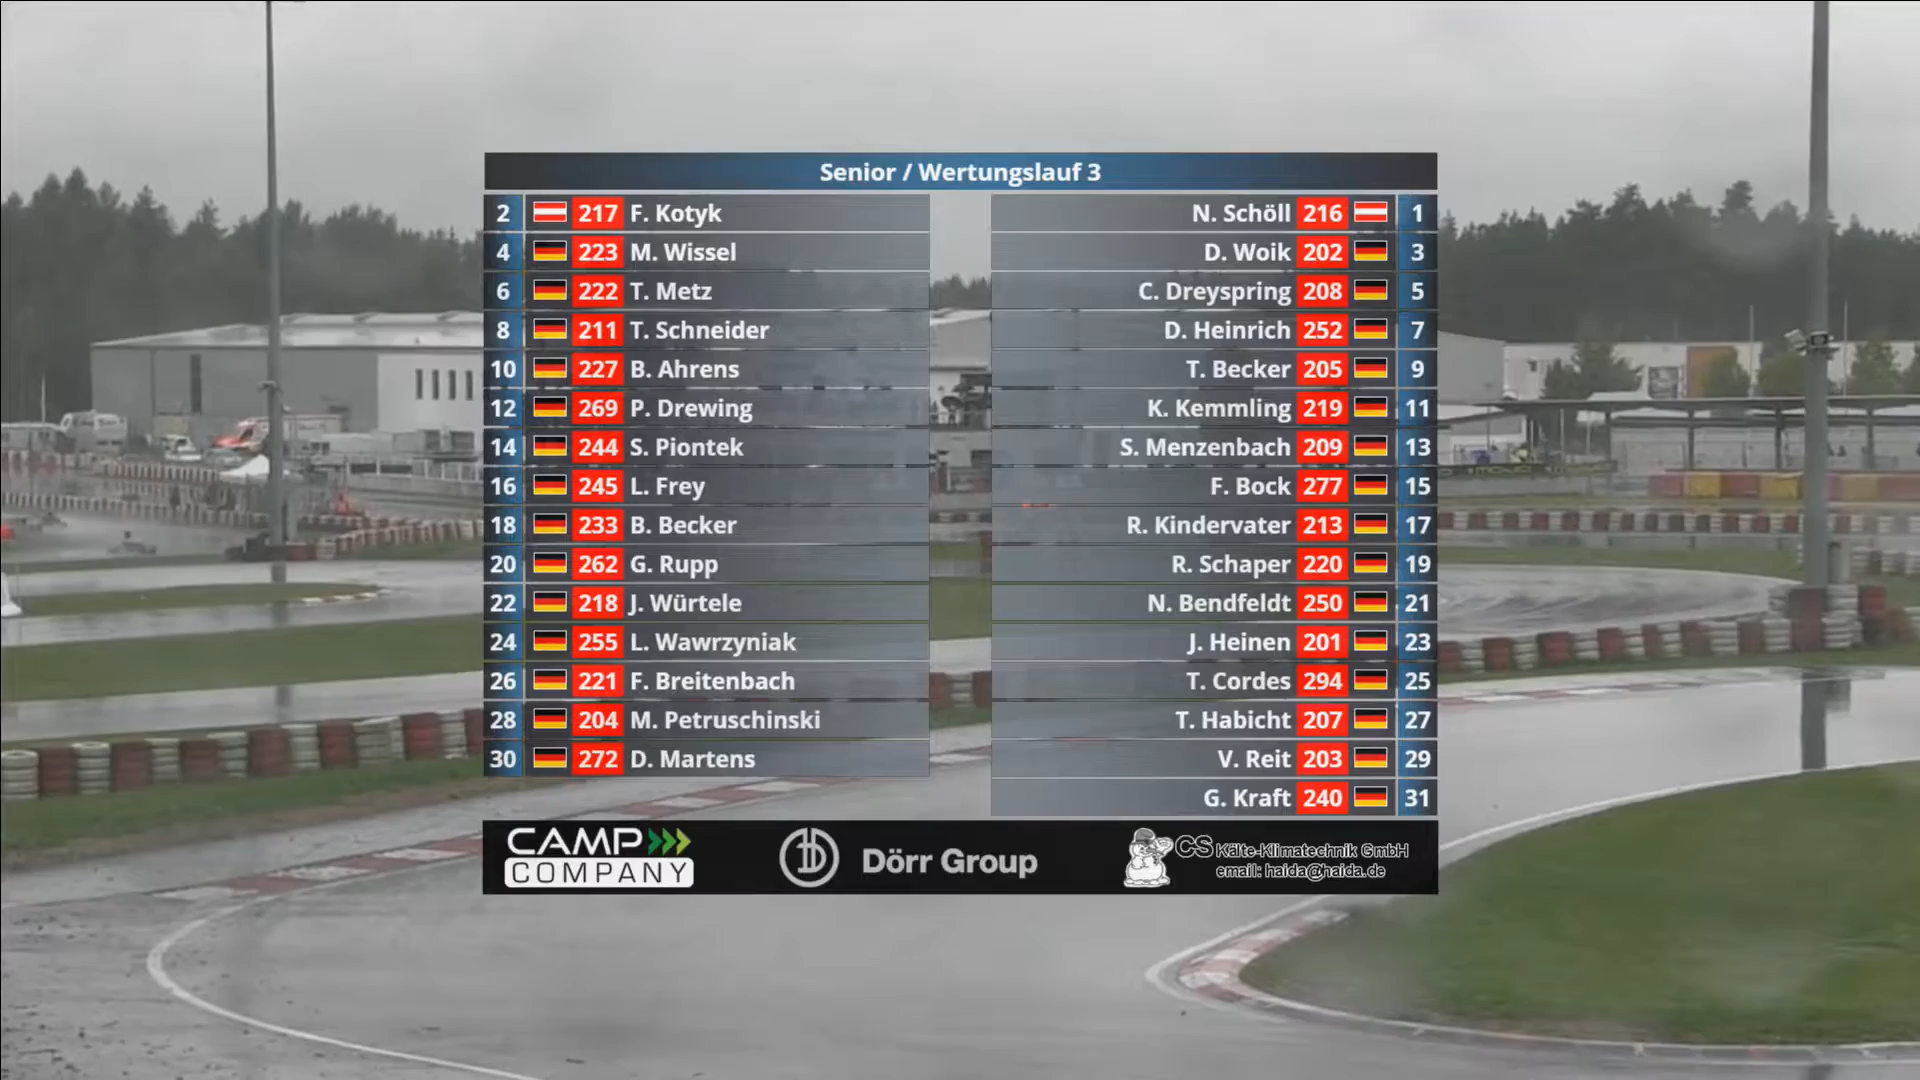 Senior / Wertungslauf 3
2 217 F. Kotyk N. Schöll 216 1
4 223 M. Wissel D. Woik 202 3
6 222 T. Metz C. Dreyspring 208 5
8 211 T. Schneider D. Heinrich 252 7
10 227 B. Ahrens T. Becker 205 9
12 269 P. Drewing K. Kemmling 219 11
14 244 S. Piontek S. Menzenbach 209 13
16 245 L. Frey F. Bock 277 15
18 233 B. Becker R. Kindervater 213 17
20 262 G. Rupp R. Schaper 220 19
22 218 J. Würtele N. Bendfeldt 250 21
24 255 L. Wawrzyniak J. Heinen 201 23
26 221 F. Breitenbach T. Cordes 294 25
28 204 M. Petruschinski T. Habicht 207 27
30 272 D. Martens V. Reit 203 29
G. Kraft 240 31
CAMP
COMPANY
Dörr Group
CS Kälte-Klimatechnik GmbH
email: haida@haida.de